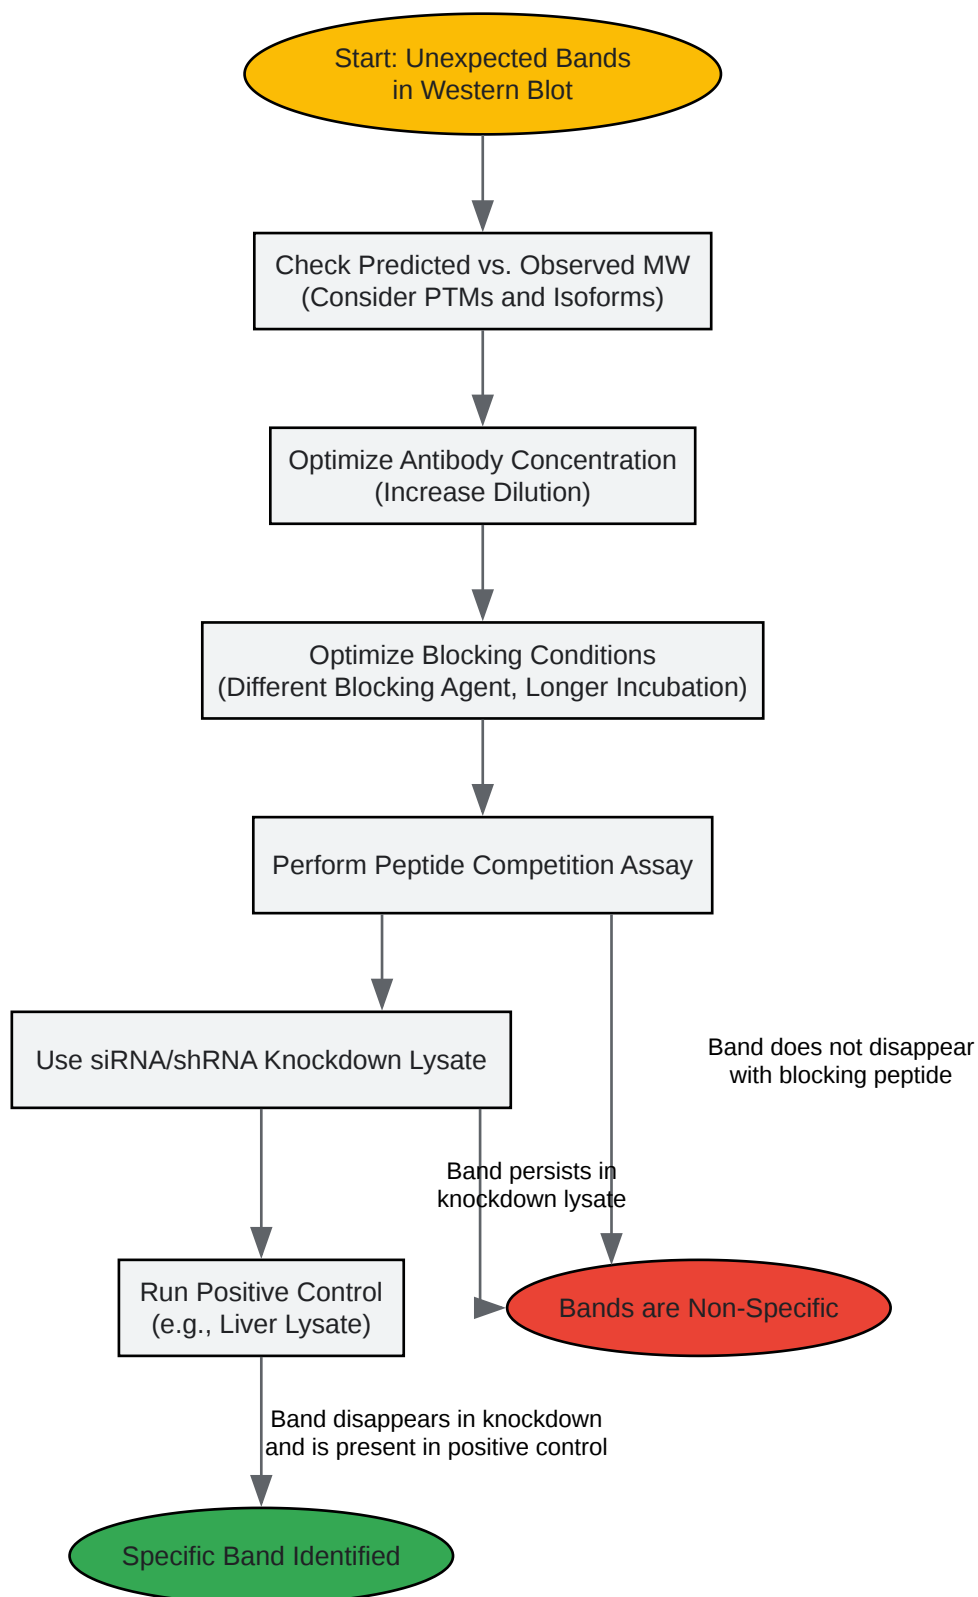 Start: Unexpected Bands
in Western Blot
Check Predicted vs. Observed MW
(Consider PTMs and Isoforms)
Optimize Antibody Concentration
(Increase Dilution)
Optimize Blocking Conditions
(Different Blocking Agent, Longer Incubation)
Perform Peptide Competition Assay
Use siRNA/shRNA Knockdown Lysate
Band does not disappear
with blocking peptide
Band persists in
knockdown lysate
Run Positive Control
(e.g., Liver Lysate)
Bands are Non-Specific
Band disappears in knockdown
and is present in positive control
Specific Band Identified